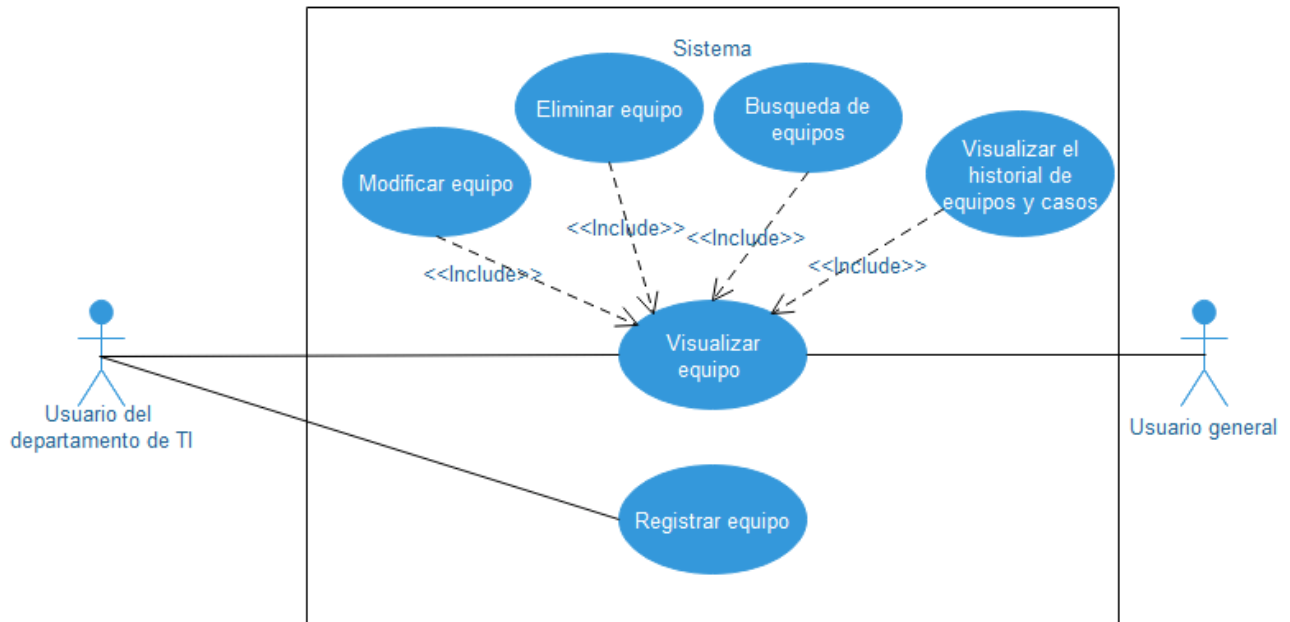 Sistema
Eliminar equipo
Busqueda de
equipos
Visualizar el
historial de
equipos y casos
Modificar equipo
<<Include>>
<<Include>>
<<Include>>
<<Include>>
Visualizar
equipo
Usuario del
departamento de TI
Usuario general
Registrar equipo